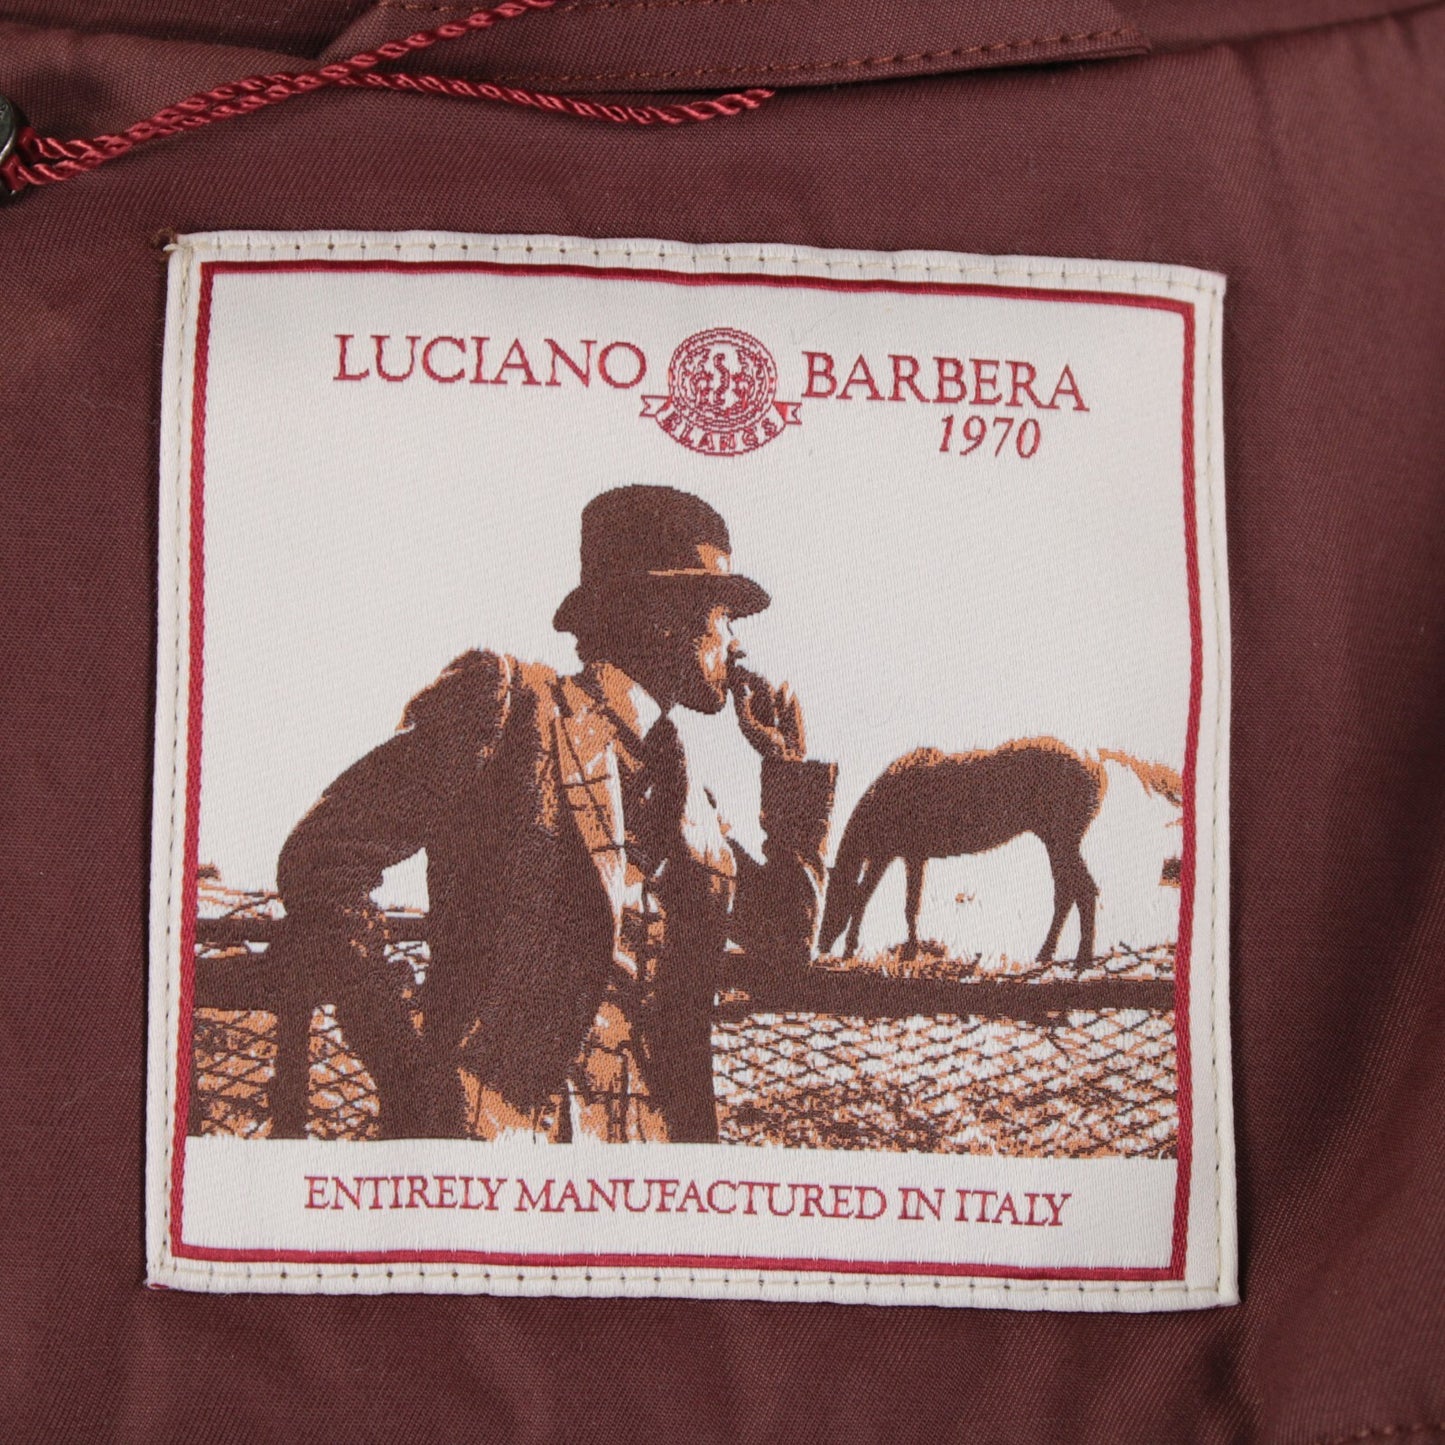 LUCIANO BARBERA
1970
ENTIRELY MANUFACTURED IN ITALY